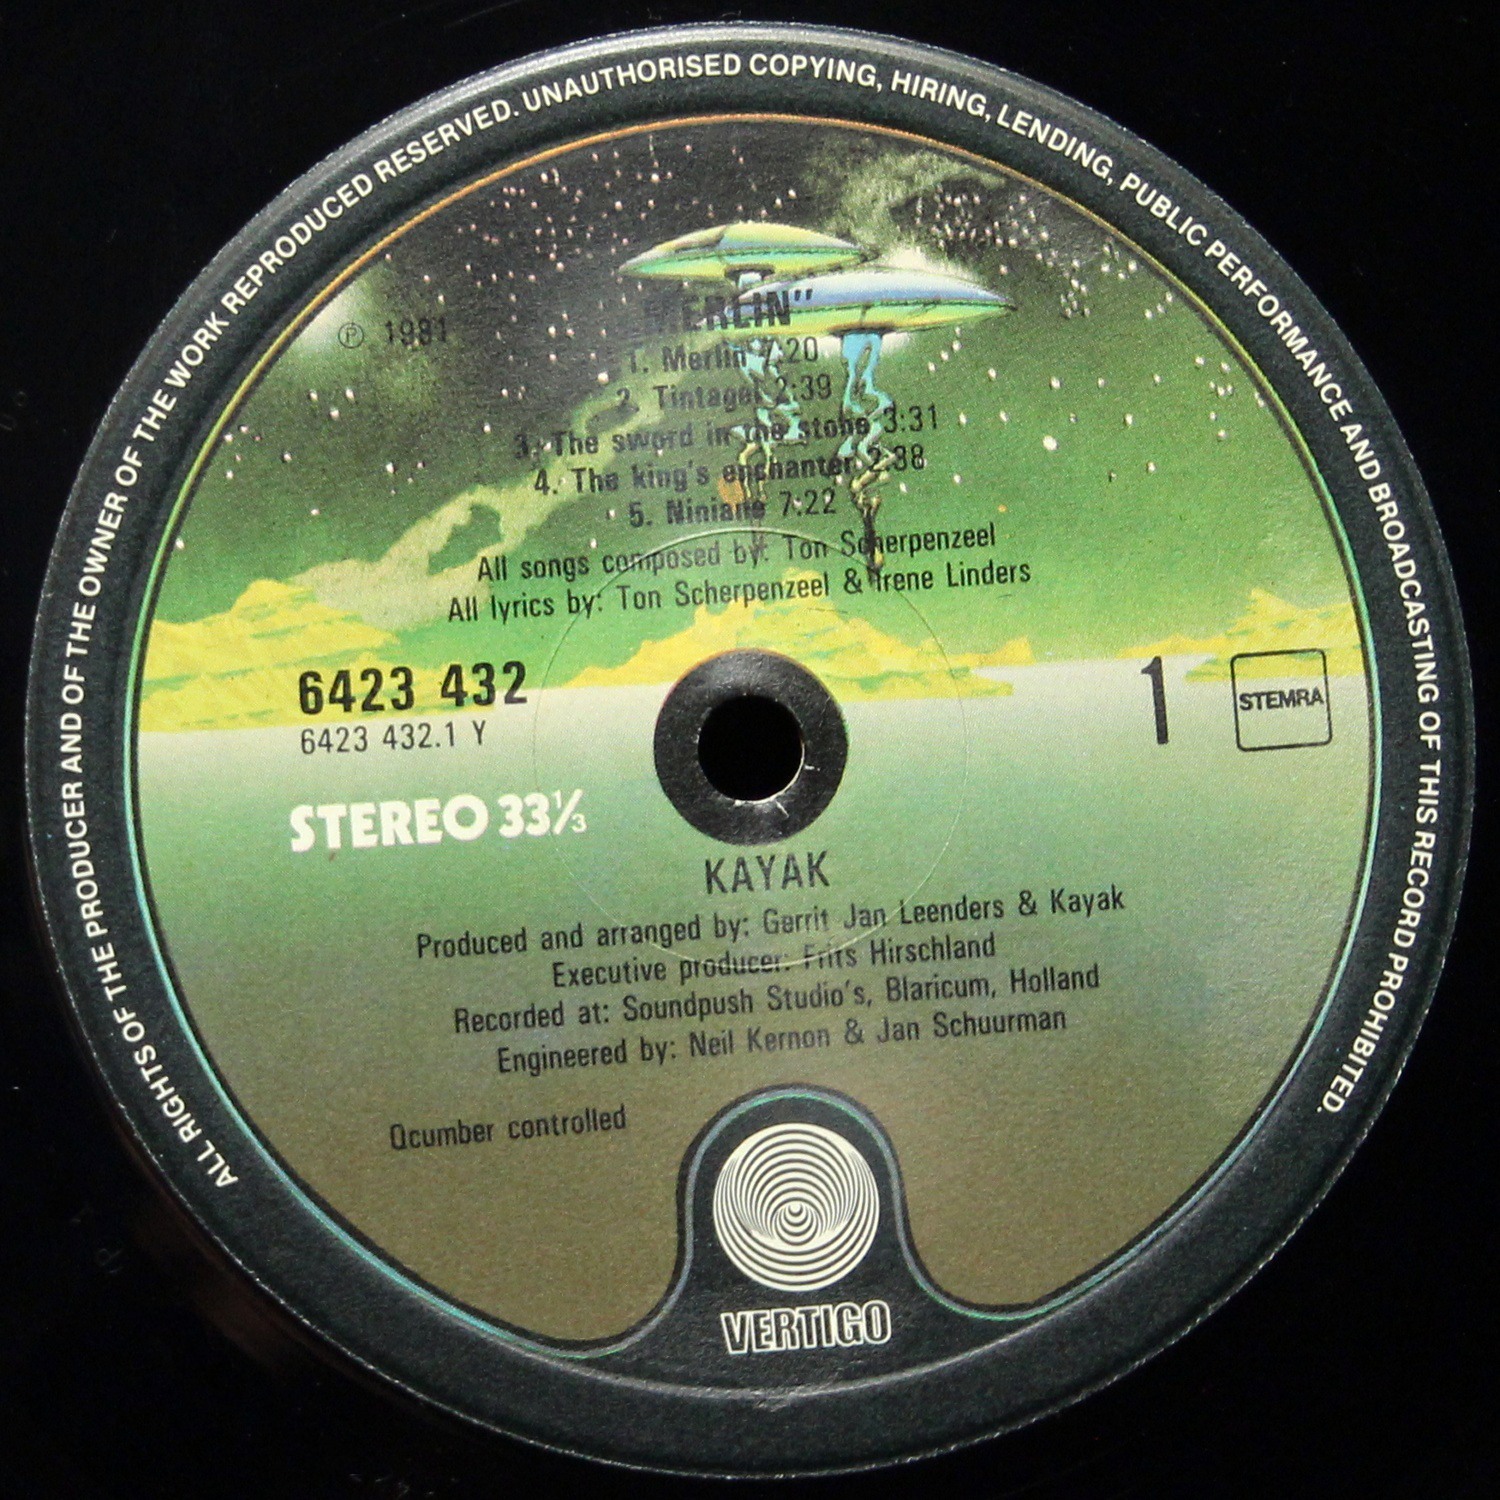 ALL RIGHTS OF THE PRODUCER AND OF THE OWNER OF THE WORK REPRODUCED RESERVED. UNAUTHORISED COPYING, HIRING, LENDING, PUBLIC PERFORMANCE AND BROADCASTING OF THIS RECORD PROHIBITED.
℗ 1981
"MERLIN"
1. Merlin 7:20
2. Tintagel 2:39
3. The sword in the stone 3:31
4. The king's enchanter 2:38
5. Niniane 7:22
All songs composed by: Ton Scherpenzeel
All lyrics by: Ton Scherpenzeel & Irene Linders
6423 432
6423 432.1 Y
1
STEMRA
STEREO 33⅓
KAYAK
Produced and arranged by: Gerrit Jan Leenders & Kayak
Executive producer: Frits Hirschland
Recorded at: Soundpush Studio's, Blaricum, Holland
Engineered by: Neil Kernon & Jan Schuurman
Qcumber controlled
VERTIGO